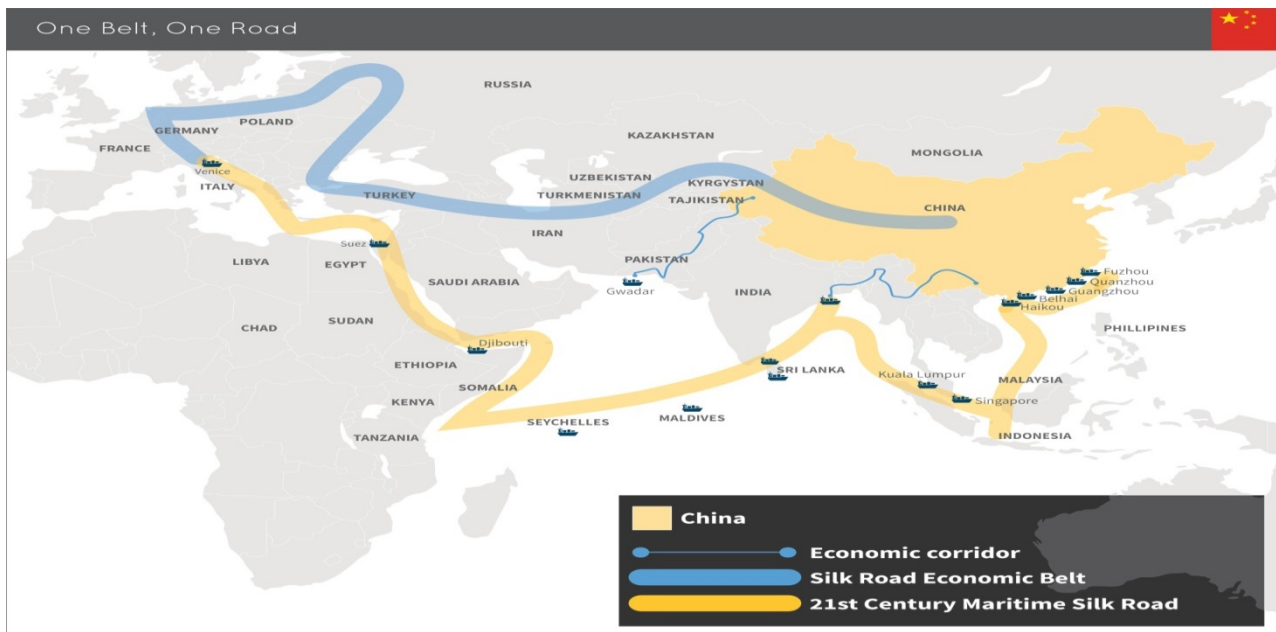 One Belt, One Road
RUSSIA
POLAND
GERMANY
KAZAKHSTAN
FRANCE
MONGOLIA
Venice
UZBEKISTAN
KYRGYSTAN
ITALY
TURKEY
TURKMENISTAN
TAJIKISTAN
CHINA
IRAN
Suez
LIBYA
EGYPT
PAKISTAN
Fuzhou
SAUDI ARABIA
Gwadar
INDIA
Quanzhou
Guangzhou
Belhai
Haikou
CHAD
SUDAN
PHILLIPINES
Djibouti
ETHIOPIA
SRI LANKA
Kuala Lumpur
MALAYSIA
SOMALIA
KENYA
Singapore
SEYCHELLES
MALDIVES
TANZANIA
INDONESIA
China
Economic corridor
Silk Road Economic Belt
21st Century Maritime Silk Road